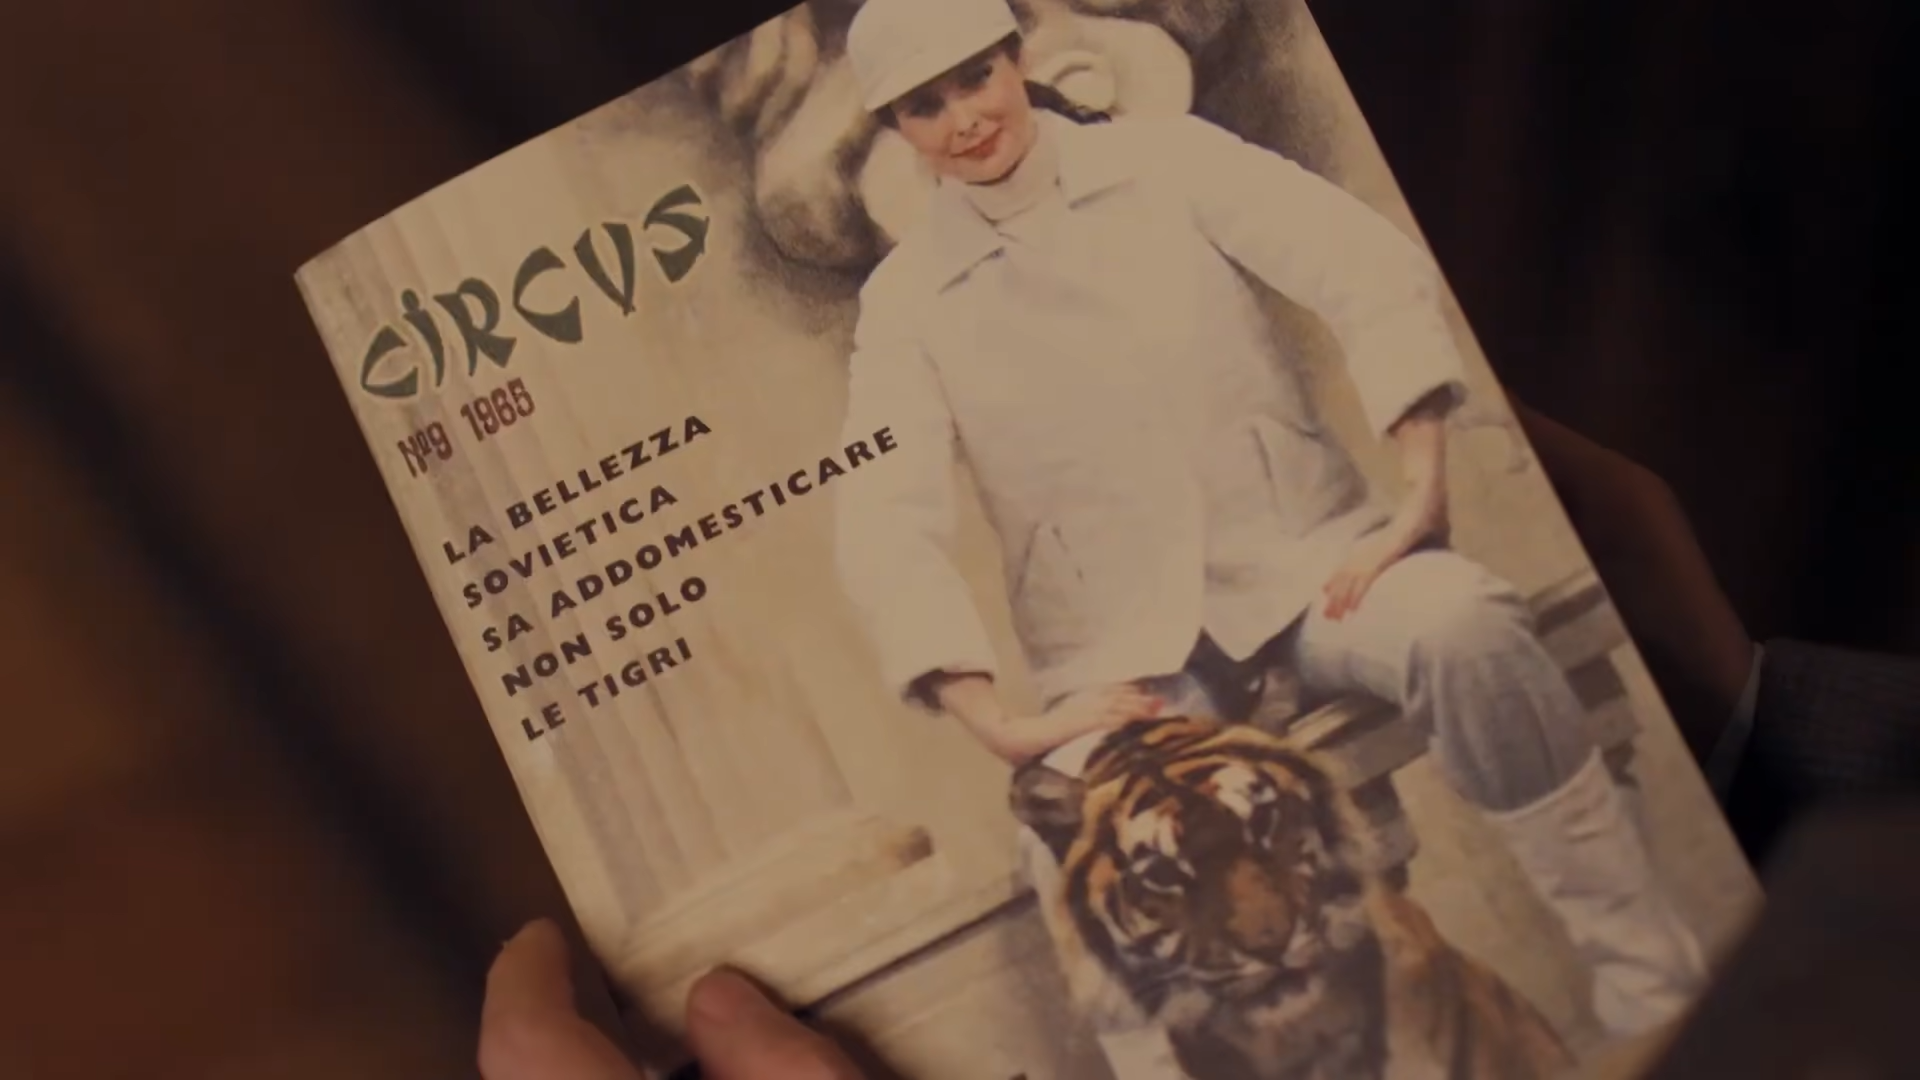 CIRCUS
Nº9 1965
LA BELLEZZA
SOVIETICA
SA ADDOMESTICARE
NON SOLO
LE TIGRI